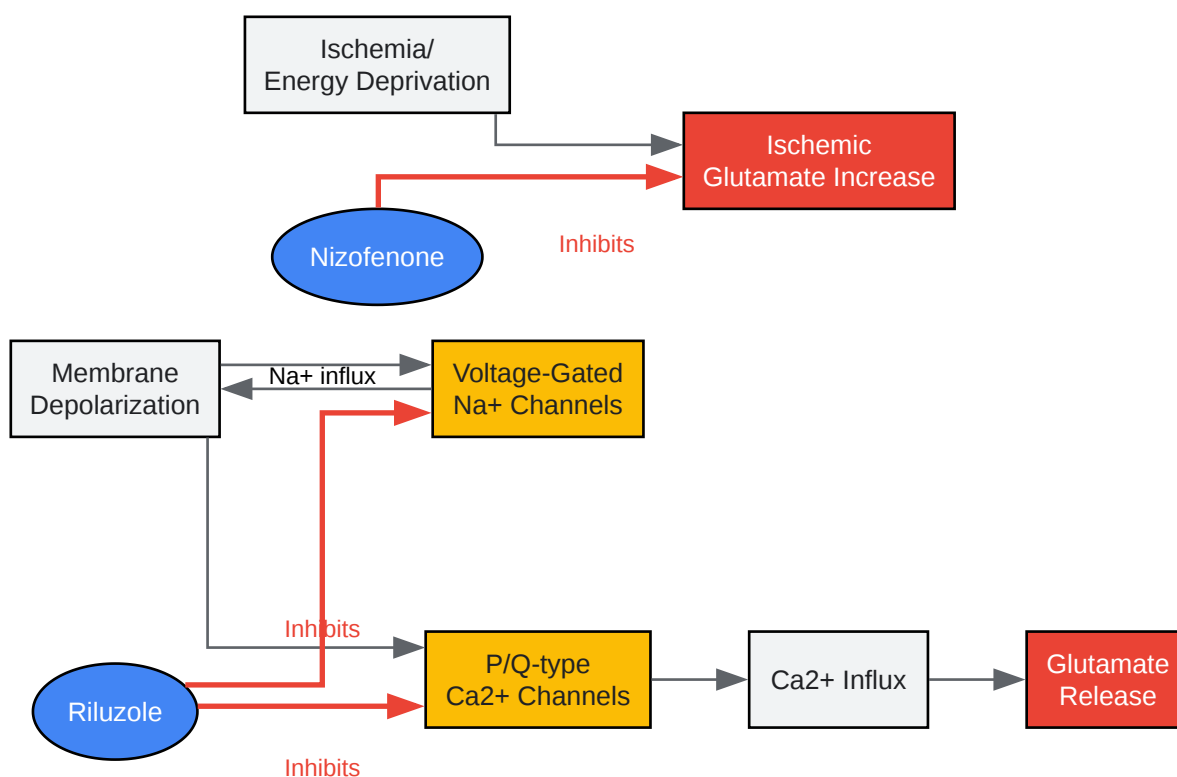 Ischemia/
Energy Deprivation
Ischemic
Glutamate Increase
Nizofenone
Inhibits
Membrane
Depolarization
Na+ influx
Voltage-Gated
Na+ Channels
Inhibits
P/Q-type
Ca2+ Channels
Ca2+ Influx
Glutamate
Release
Riluzole
Inhibits